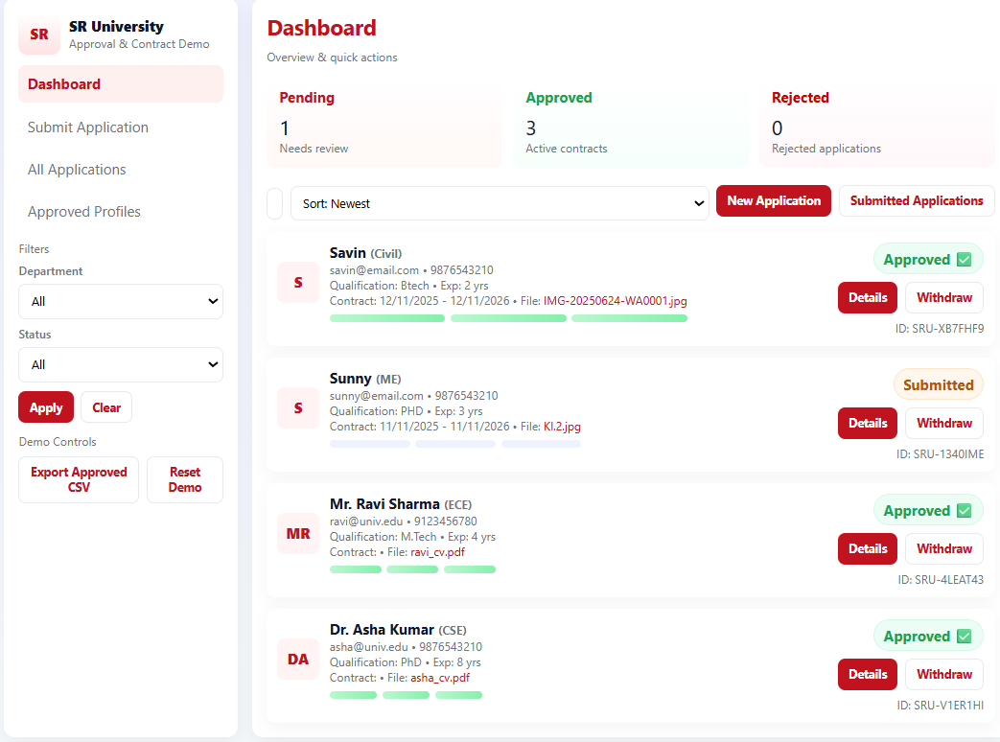 SR
SR University
Approval & Contract Demo
Dashboard
Submit Application
All Applications
Approved Profiles
Filters
Department
All
Status
All
Apply
Clear
Demo Controls
Export Approved
CSV
Reset
Demo
Dashboard
Overview & quick actions
Pending
1
Needs review
Approved
3
Active contracts
Rejected
0
Rejected applications
Sort: Newest
New Application
Submitted Applications
S
Savin (Civil)
savin@email.com • 9876543210
Qualification: Btech • Exp: 2 yrs
Contract: 12/11/2025 - 12/11/2026 • File: IMG-20250624-WA0001.jpg
Approved ✅
Details
Withdraw
ID: SRU-XB7FHF9
S
Sunny (ME)
sunny@email.com • 9876543210
Qualification: PHD • Exp: 3 yrs
Contract: 11/11/2025 - 11/11/2026 • File: KI.2.jpg
Submitted
Details
Withdraw
ID: SRU-1340IME
MR
Mr. Ravi Sharma (ECE)
ravi@univ.edu • 9123456780
Qualification: M.Tech • Exp: 4 yrs
Contract: • File: ravi_cv.pdf
Approved ✅
Details
Withdraw
ID: SRU-4LEAT43
DA
Dr. Asha Kumar (CSE)
asha@univ.edu • 9876543210
Qualification: PhD • Exp: 8 yrs
Contract: • File: asha_cv.pdf
Approved ✅
Details
Withdraw
ID: SRU-V1ER1HI